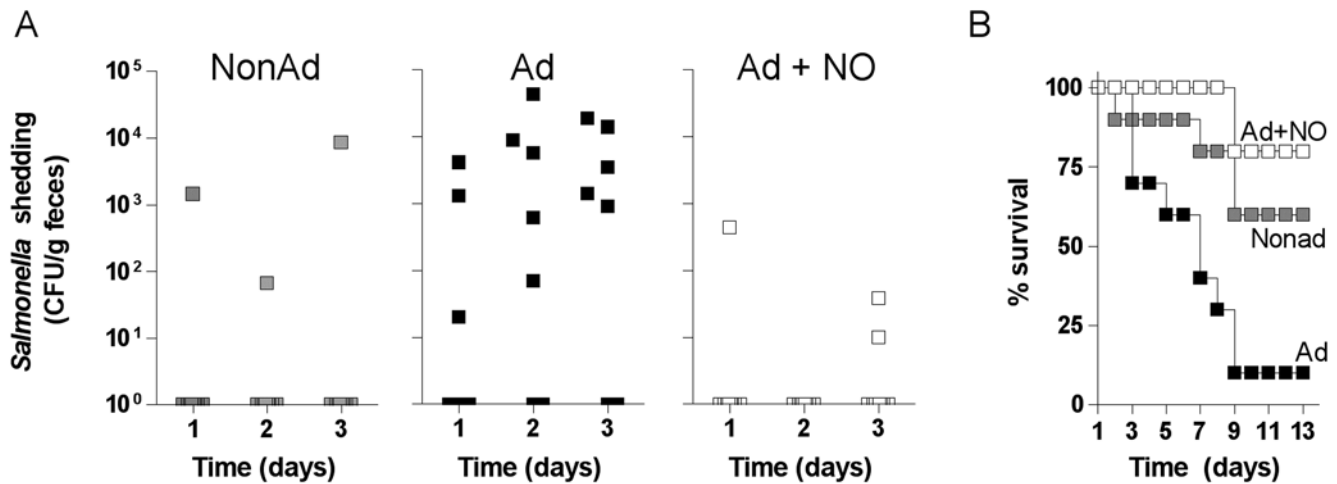 A
B
NonAd
Ad
Ad + NO
Salmonella shedding
(CFU/g feces)
10⁵
10⁴
10³
10²
10¹
10⁰
1 2 3
1 2 3
1 2 3
Time (days)
Time (days)
Time (days)
% survival
100
75
50
25
0
Ad+NO
Nonad
Ad
1 3 5 7 9 11 13
Time (days)